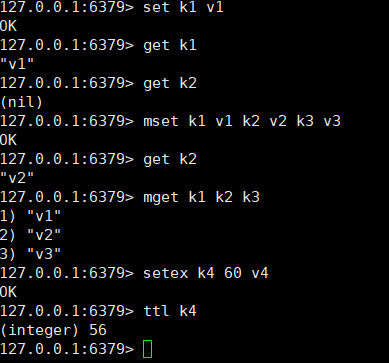 127.0.0.1:6379> set k1 v1
OK
127.0.0.1:6379> get k1
"v1"
127.0.0.1:6379> get k2
(nil)
127.0.0.1:6379> mset k1 v1 k2 v2 k3 v3
OK
127.0.0.1:6379> get k2
"v2"
127.0.0.1:6379> mget k1 k2 k3
1) "v1"
2) "v2"
3) "v3"
127.0.0.1:6379> setex k4 60 v4
OK
127.0.0.1:6379> ttl k4
(integer) 56
127.0.0.1:6379>